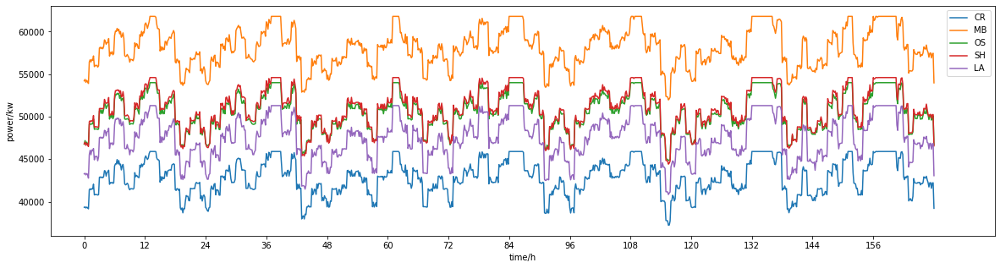 CR
MB
OS
SH
LA
60000
55000
50000
45000
40000
power/kw
0 12 24 36 48 60 72 84 96 108 120 132 144 156
time/h